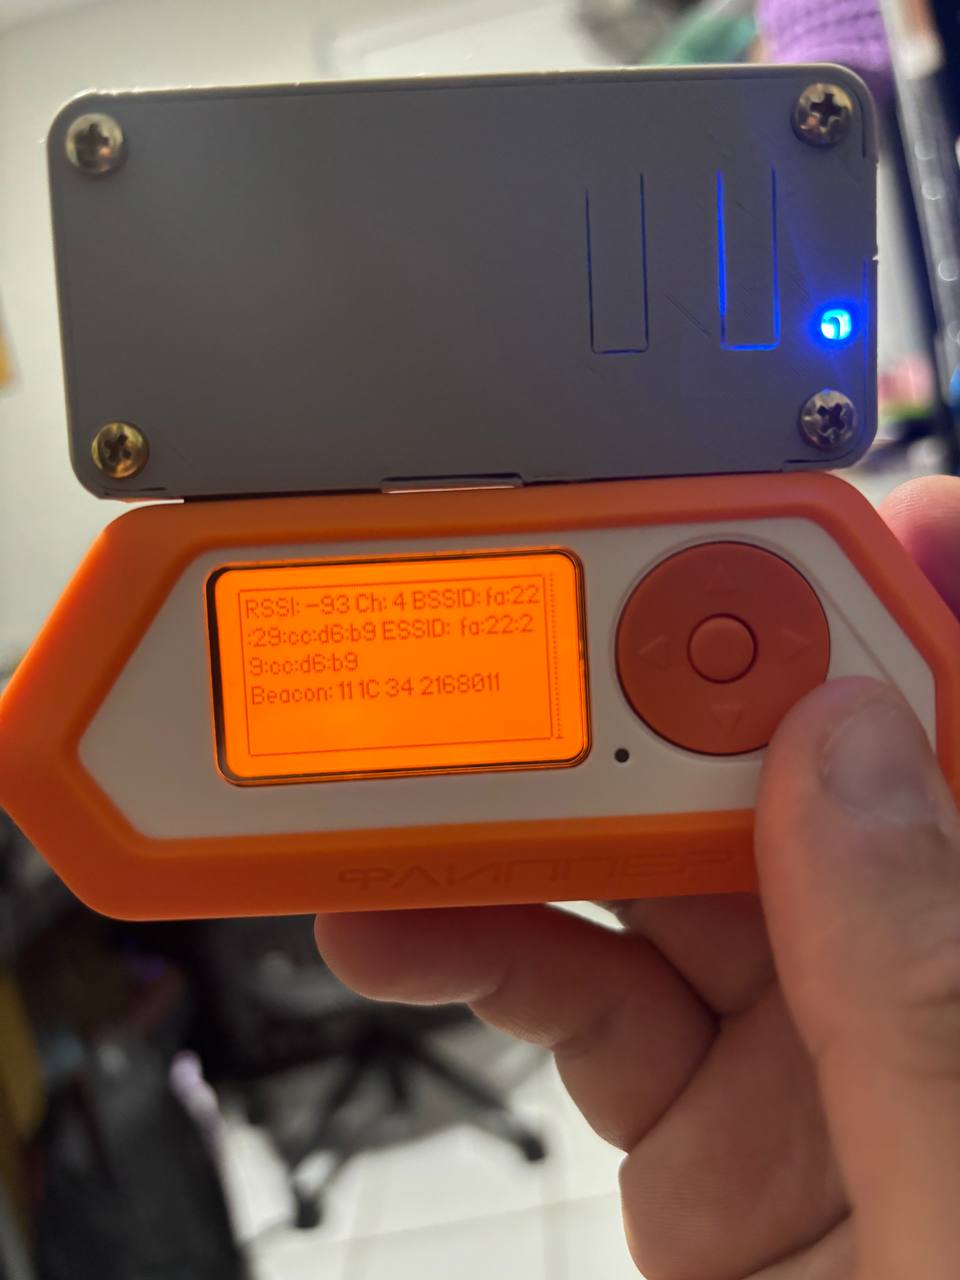 RSSI: -93 Ch: 4 BSSID: fa:22
:29:cc:d6:b9 ESSID: fa:22:2
9:cc:d6:b9
Beacon: 11 1C 34 2168011
ФЛИППЕР